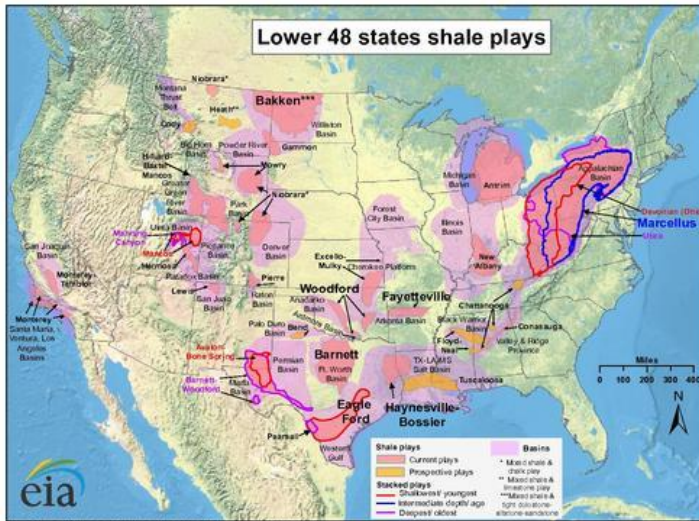 Lower 48 states shale plays
Niobrara*
Montana
Thrust
Belt
Heath**
Bakken***
Cody
Williston
Basin
Big Horn
Basin
Powder River
Basin
Gammon
Hilliard-
Baxter-
Mancos
Mowry
Greater
Green
River
Basin
Niobrara*
Park
Basin
Michigan
Basin
Antrim
Appalachian
Basin
Devonian (Ohio)
Marcellus
Utica
Forest
City Basin
Illinois
Basin
Uinta Basin
Manning
Canyon
Mancos
Piceance
Basin
Denver
Basin
Hermosa
Paradox Basin
San Joaquin
Basin
Monterey-
Temblor
Excello-
Mulky
Cherokee Platform
New
Albany
Lewis
San Juan
Basin
Pierre
Raton
Basin
Woodford
Anadarko
Basin
Fayetteville
Chattanooga
Monterey
Santa Maria,
Ventura, Los
Angeles
Basins
Palo Duro
Basin
Bend
Ardmore Basin
Arkoma Basin
Black Warrior
Basin
Conasauga
Floyd-
Neal
Valley & Ridge
Province
Avalon-
Bone Spring
Permian
Basin
Barnett
Ft. Worth
Basin
TX-LA-MS
Salt Basin
Tuscaloosa
Barnett-
Woodford
Marfa
Basin
Eagle
Ford
Haynesville-
Bossier
Pearsall
Western
Gulf
Miles
0 100 200 300 400
N
eia
Shale plays
Current plays
Prospective plays
Stacked plays
Shallowest/ youngest
Intermediate depth/ age
Deepest/ oldest
Basins
* Mixed shale &
chalk play
** Mixed shale &
limestone play
***Mixed shale &
tight dolostone-
siltstone-sandstone